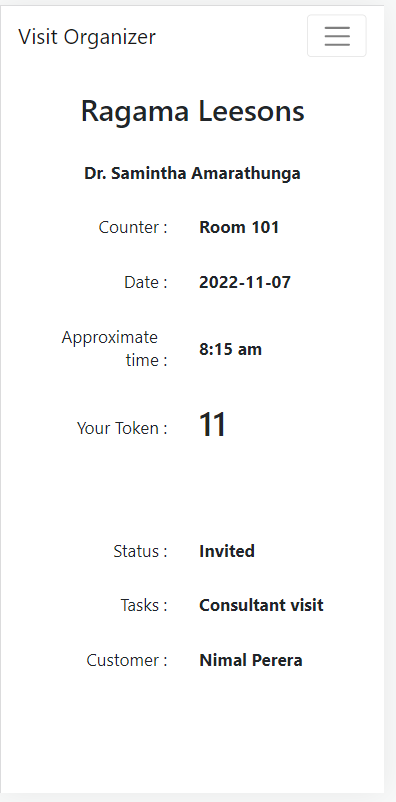 Visit Organizer
Ragama Leesons
Dr. Samintha Amarathunga
Counter : Room 101
Date : 2022-11-07
Approximate
time : 8:15 am
Your Token : 11
Status : Invited
Tasks : Consultant visit
Customer : Nimal Perera